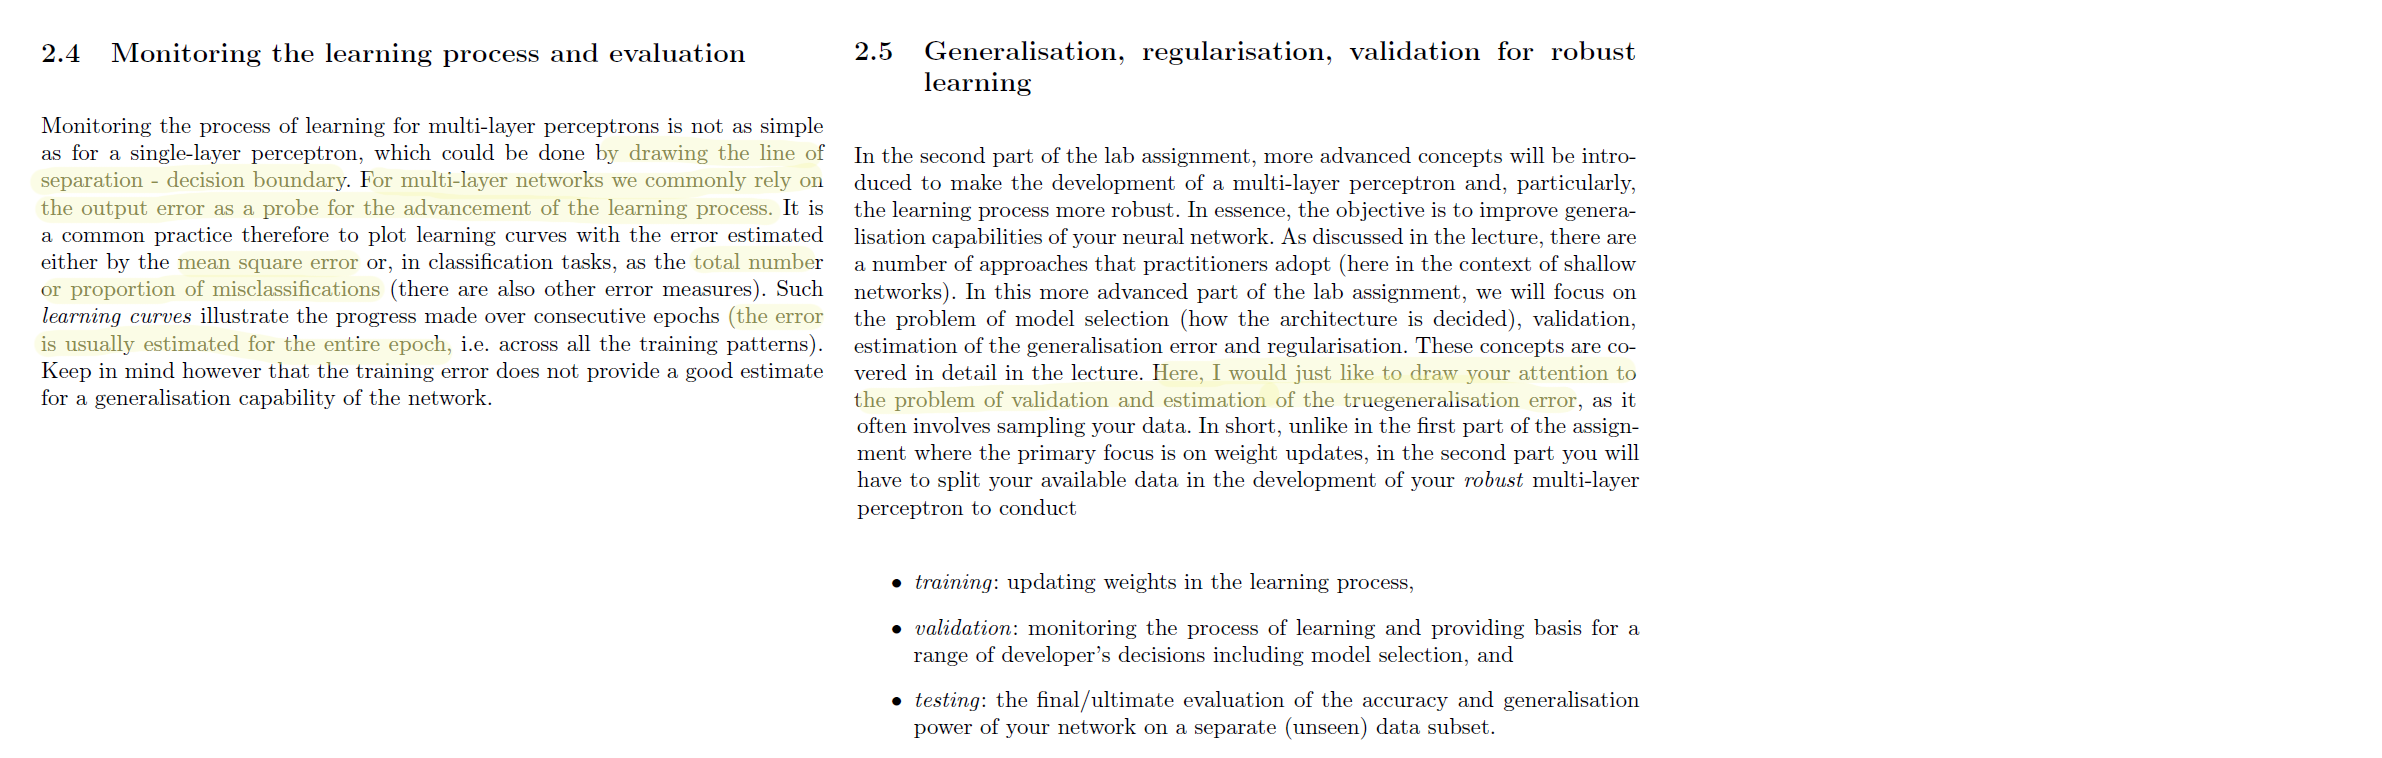 2.4 Monitoring the learning process and evaluation
Monitoring the process of learning for multi-layer perceptrons is not as simple
as for a single-layer perceptron, which could be done by drawing the line of
separation - decision boundary. For multi-layer networks we commonly rely on
the output error as a probe for the advancement of the learning process. It is
a common practice therefore to plot learning curves with the error estimated
either by the mean square error or, in classification tasks, as the total number
or proportion of misclassifications (there are also other error measures). Such
learning curves illustrate the progress made over consecutive epochs (the error
is usually estimated for the entire epoch, i.e. across all the training patterns).
Keep in mind however that the training error does not provide a good estimate
for a generalisation capability of the network.
2.5 Generalisation, regularisation, validation for robust
learning
In the second part of the lab assignment, more advanced concepts will be intro-
duced to make the development of a multi-layer perceptron and, particularly,
the learning process more robust. In essence, the objective is to improve genera-
lisation capabilities of your neural network. As discussed in the lecture, there are
a number of approaches that practitioners adopt (here in the context of shallow
networks). In this more advanced part of the lab assignment, we will focus on
the problem of model selection (how the architecture is decided), validation,
estimation of the generalisation error and regularisation. These concepts are co-
vered in detail in the lecture. Here, I would just like to draw your attention to
the problem of validation and estimation of the truegeneralisation error, as it
often involves sampling your data. In short, unlike in the first part of the assign-
ment where the primary focus is on weight updates, in the second part you will
have to split your available data in the development of your robust multi-layer
perceptron to conduct
• training: updating weights in the learning process,
• validation: monitoring the process of learning and providing basis for a
range of developer's decisions including model selection, and
• testing: the final/ultimate evaluation of the accuracy and generalisation
power of your network on a separate (unseen) data subset.